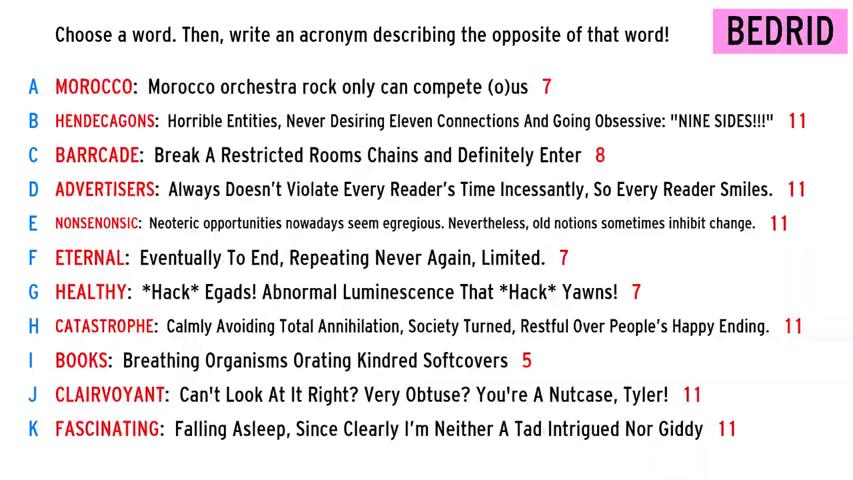 Choose a word. Then, write an acronym describing the opposite of that word!
BEDRID
A MOROCCO: Morocco orchestra rock only can compete (o)us 7
B HENDECAGONS: Horrible Entities, Never Desiring Eleven Connections And Going Obsessive: "NINE SIDES!!!" 11
C BARRCADE: Break A Restricted Rooms Chains and Definitely Enter 8
D ADVERTISERS: Always Doesn't Violate Every Reader's Time Incessantly, So Every Reader Smiles. 11
E NONSENONSIC: Neoteric opportunities nowadays seem egregious. Nevertheless, old notions sometimes inhibit change. 11
F ETERNAL: Eventually To End, Repeating Never Again, Limited. 7
G HEALTHY: *Hack* Egads! Abnormal Luminescence That *Hack* Yawns! 7
H CATASTROPHE: Calmly Avoiding Total Annihilation, Society Turned, Restful Over People's Happy Ending. 11
I BOOKS: Breathing Organisms Orating Kindred Softcovers 5
J CLAIRVOYANT: Can't Look At It Right? Very Obtuse? You're A Nutcase, Tyler! 11
K FASCINATING: Falling Asleep, Since Clearly I'm Neither A Tad Intrigued Nor Giddy 11